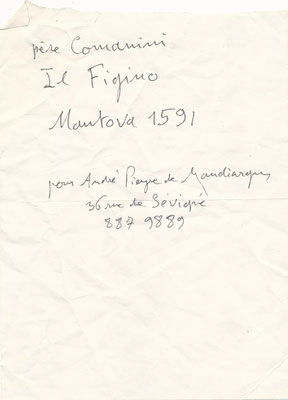 père Comanini
Il Figino
Mantova 1591
pour André Pieyre de Mandiargues
36 rue de Sévigné
887 9889